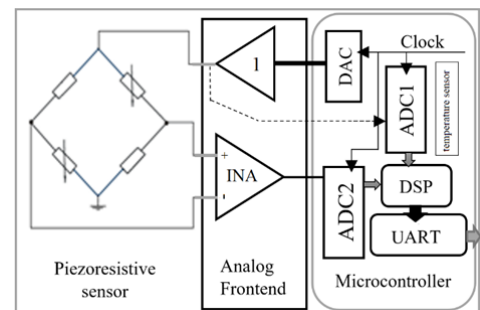 Clock
1
DAC
ADC1
temperature sensor
+
INA
-
ADC2
DSP
UART
Piezoresistive
sensor
Analog
Frontend
Microcontroller